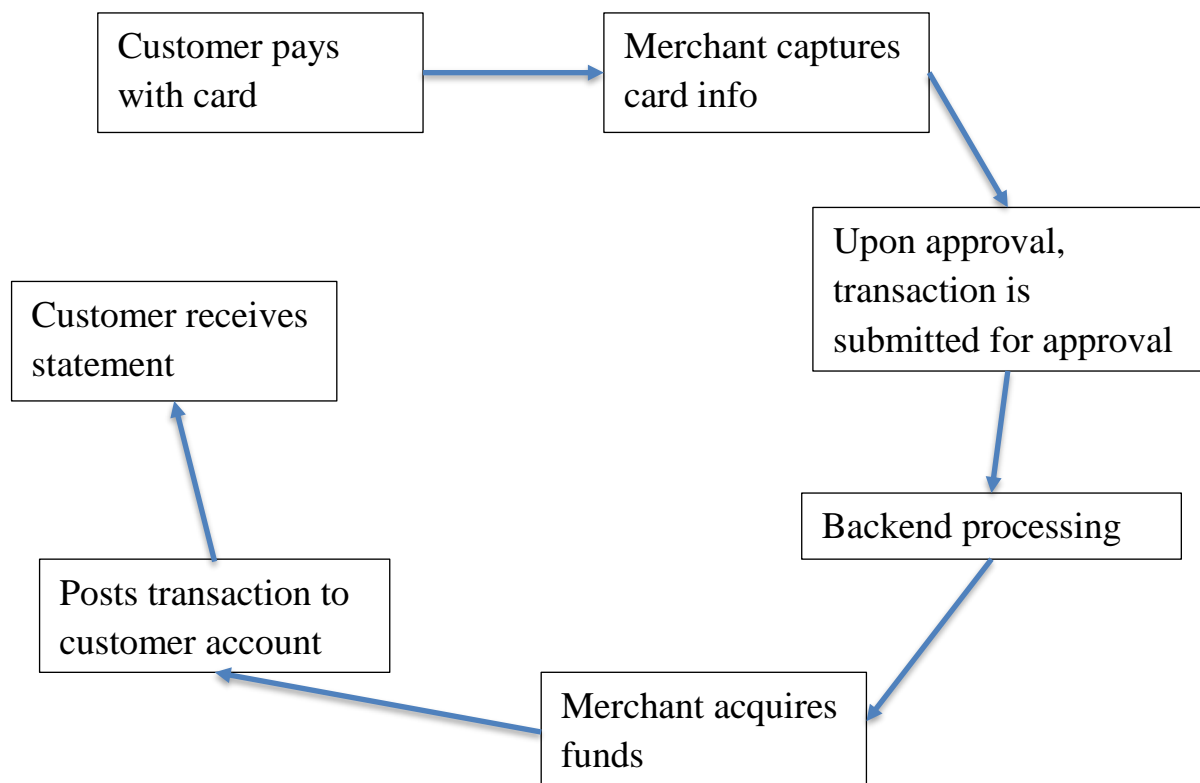 Customer pays
with card
Merchant captures
card info
Upon approval,
transaction is
submitted for approval
Backend processing
Merchant acquires
funds
Posts transaction to
customer account
Customer receives
statement